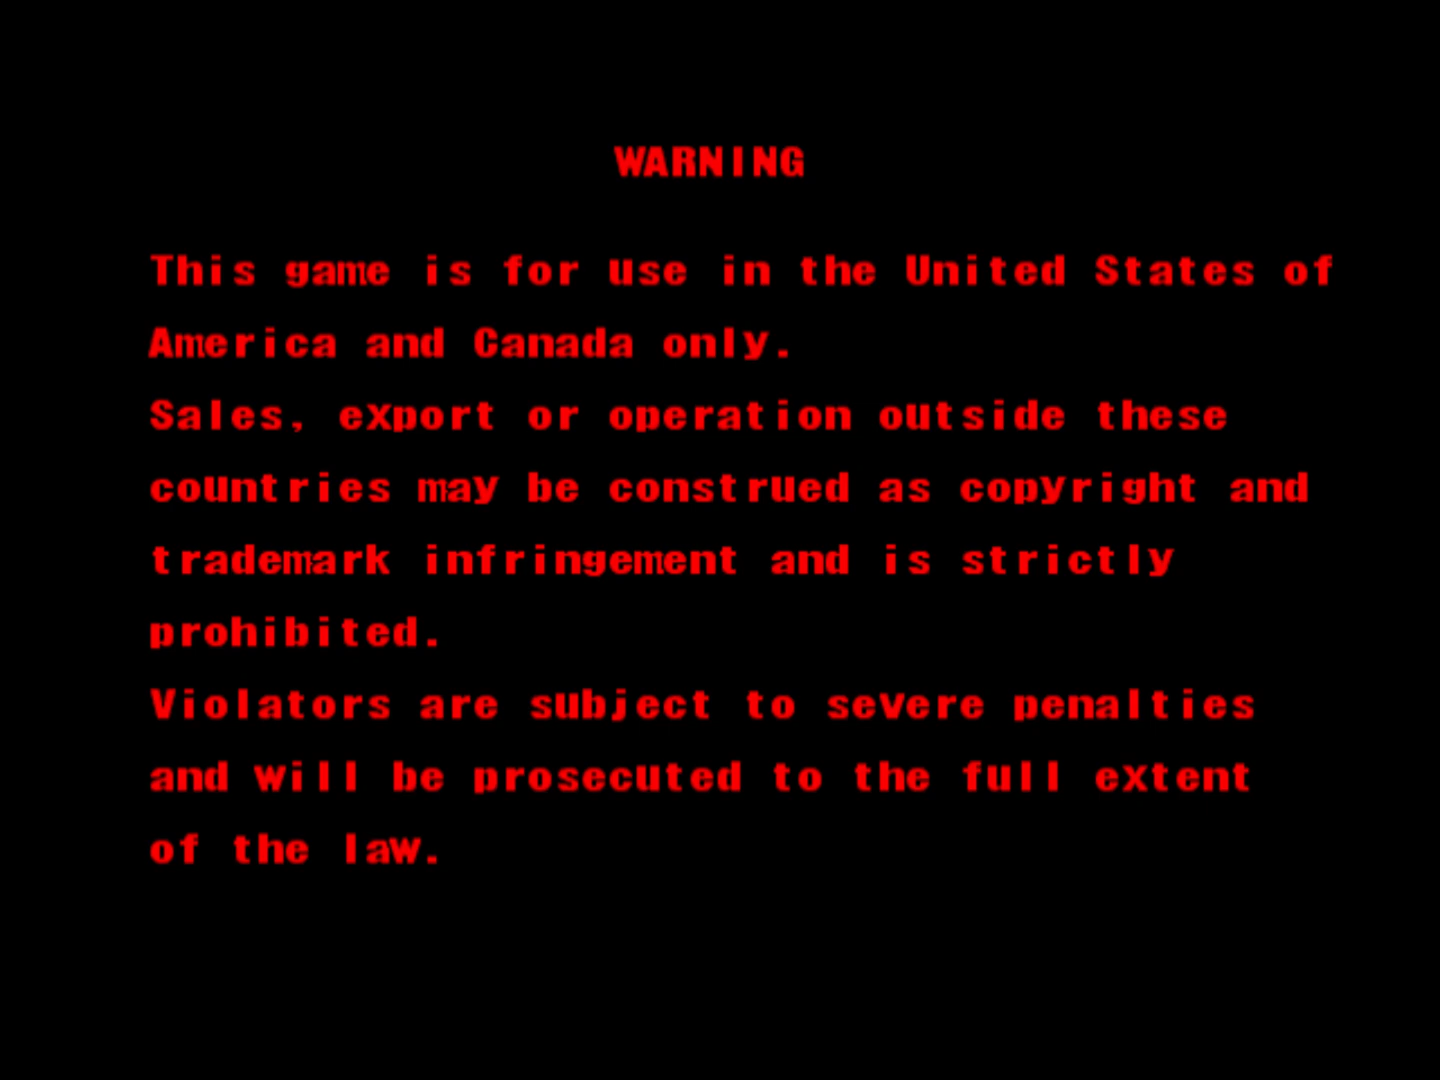 WARNING
This game is for use in the United States of
America and Canada only.
Sales, export or operation outside these
countries may be construed as copyright and
trademark infringement and is strictly
prohibited.
Violators are subject to severe penalties
and will be prosecuted to the full extent
of the law.